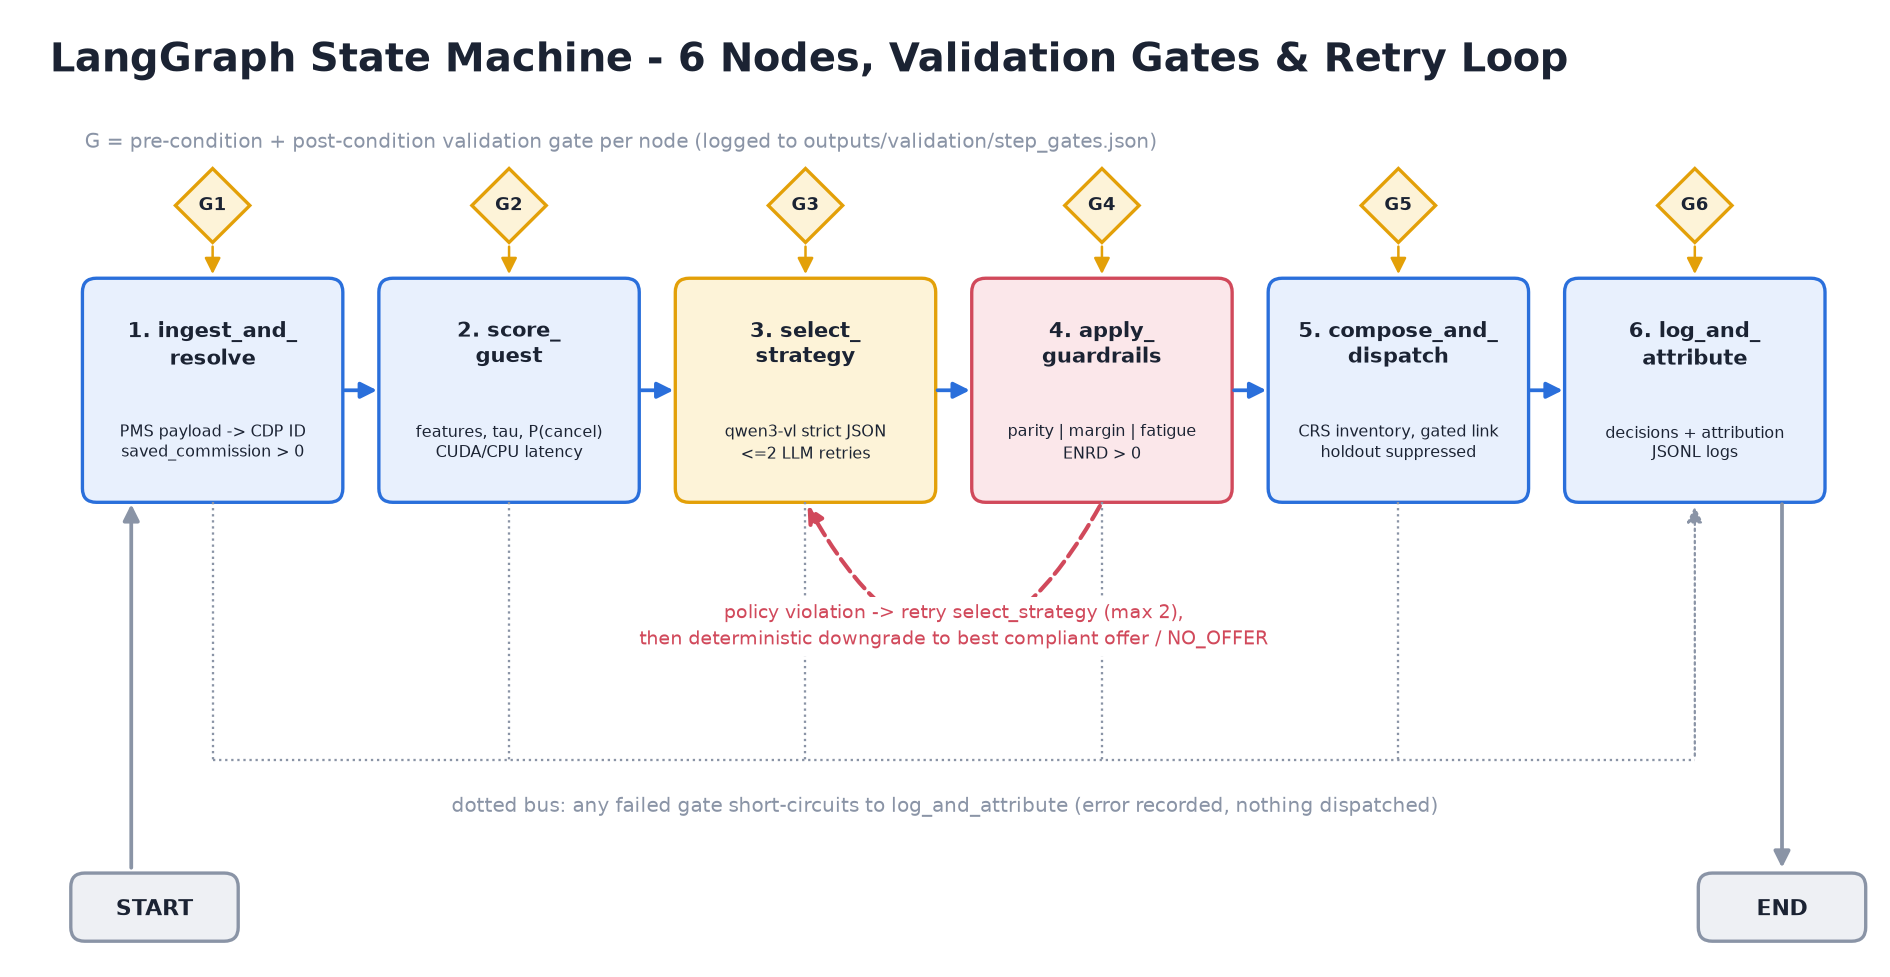 LangGraph State Machine - 6 Nodes, Validation Gates & Retry Loop
G = pre-condition + post-condition validation gate per node (logged to outputs/validation/step_gates.json)
G1
G2
G3
G4
G5
G6
1. ingest_and_
resolve
PMS payload -> CDP ID
saved_commission > 0
2. score_
guest
features, tau, P(cancel)
CUDA/CPU latency
3. select_
strategy
qwen3-vl strict JSON
<=2 LLM retries
4. apply_
guardrails
parity | margin | fatigue
ENRD > 0
5. compose_and_
dispatch
CRS inventory, gated link
holdout suppressed
6. log_and_
attribute
decisions + attribution
JSONL logs
policy violation -> retry select_strategy (max 2),
then deterministic downgrade to best compliant offer / NO_OFFER
dotted bus: any failed gate short-circuits to log_and_attribute (error recorded, nothing dispatched)
START
END